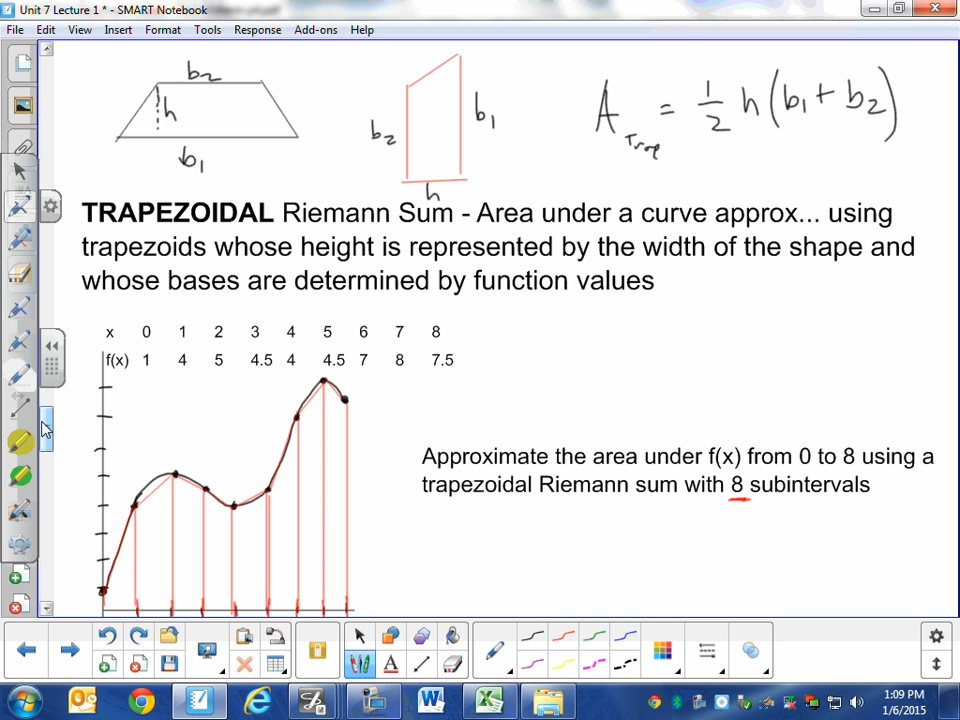 Unit 7 Lecture 1 * - SMART Notebook
File Edit View Insert Format Tools Response Add-ons Help
b2
h
b1
b2
b1
h
A Trap = 1/2 h(b1 + b2)
TRAPEZOIDAL Riemann Sum - Area under a curve approx... using
trapezoids whose height is represented by the width of the shape and
whose bases are determined by function values
x 0 1 2 3 4 5 6 7 8
f(x) 1 4 5 4.5 4 4.5 7 8 7.5
Approximate the area under f(x) from 0 to 8 using a
trapezoidal Riemann sum with 8 subintervals
1:09 PM
1/6/2015